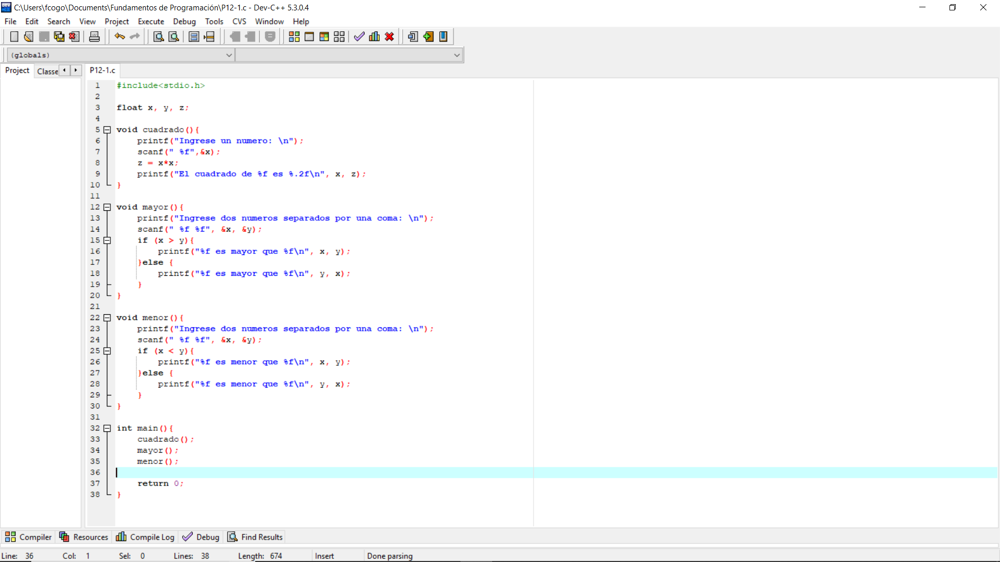 C:\Users\fcogo\Documents\Fundamentos de Programación\P12-1.c - Dev-C++ 5.3.0.4
File Edit Search View Project Execute Debug Tools CVS Window Help
(globals)
Project Classe P12-1.c
1 #include<stdio.h>
2
3 float x, y, z;
4
5 void cuadrado(){
6 printf("Ingrese un numero: \n");
7 scanf(" %f",&x);
8 z = x*x;
9 printf("El cuadrado de %f es %.2f\n", x, z);
10 }
11
12 void mayor(){
13 printf("Ingrese dos numeros separados por una coma: \n");
14 scanf(" %f %f", &x, &y);
15 if (x > y){
16 printf("%f es mayor que %f\n", x, y);
17 }else {
18 printf("%f es mayor que %f\n", y, x);
19 }
20 }
21
22 void menor(){
23 printf("Ingrese dos numeros separados por una coma: \n");
24 scanf(" %f %f", &x, &y);
25 if (x < y){
26 printf("%f es menor que %f\n", x, y);
27 }else {
28 printf("%f es menor que %f\n", y, x);
29 }
30 }
31
32 int main(){
33 cuadrado();
34 mayor();
35 menor();
36
37 return 0;
38 }
Compiler Resources Compile Log Debug Find Results
Line: 36 Col: 1 Sel: 0 Lines: 38 Length: 674 Insert Done parsing